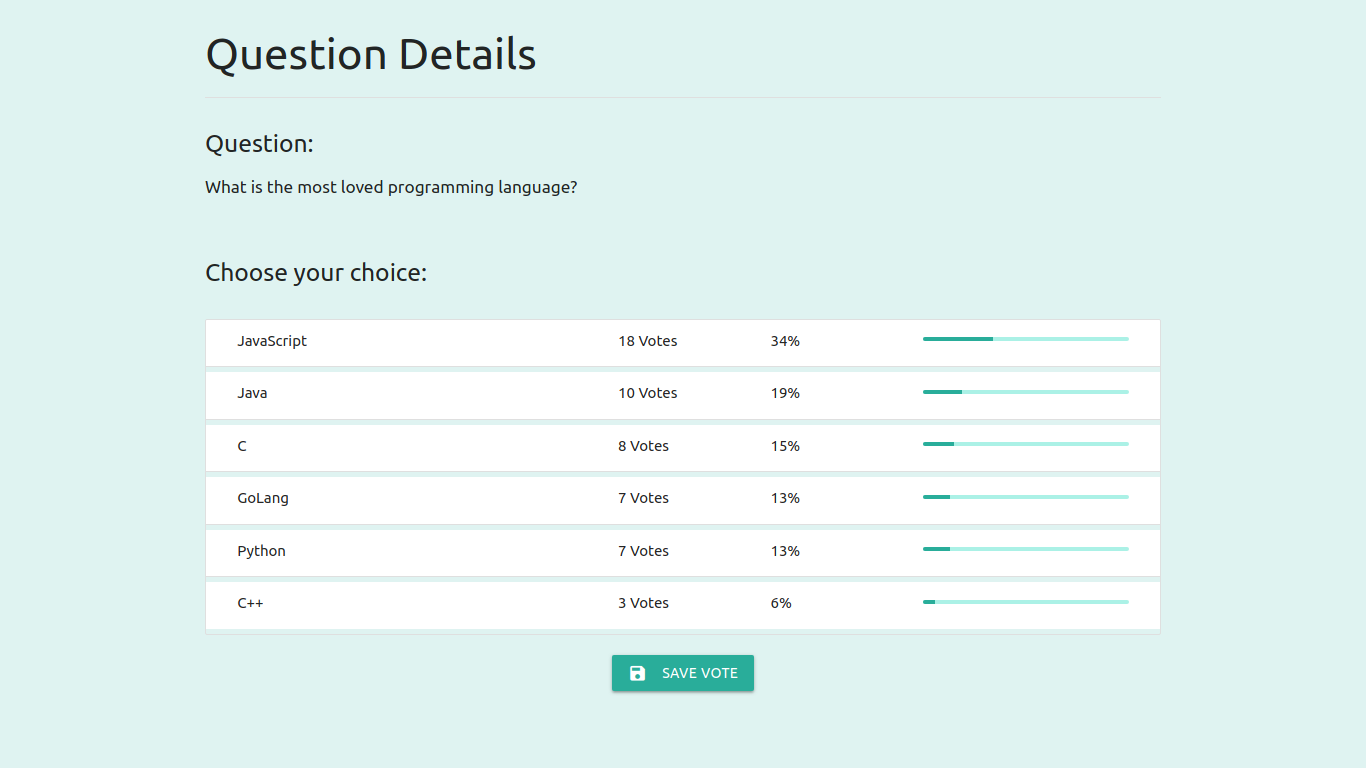 Question Details
Question:
What is the most loved programming language?
Choose your choice:
JavaScript 18 Votes 34%
Java 10 Votes 19%
C 8 Votes 15%
GoLang 7 Votes 13%
Python 7 Votes 13%
C++ 3 Votes 6%
SAVE VOTE